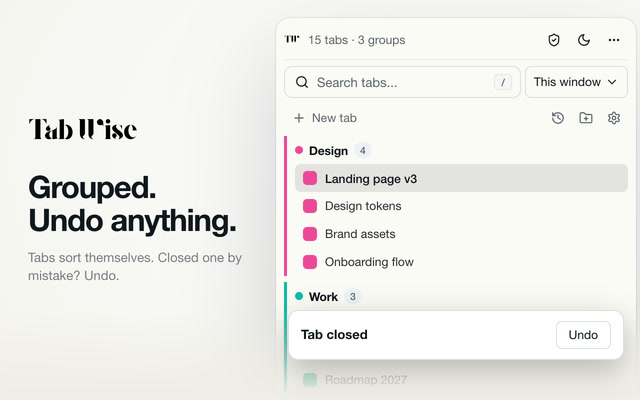 Tab Wise
Grouped.
Undo anything.
Tabs sort themselves. Closed one by
mistake? Undo.
TW 15 tabs · 3 groups
Search tabs... /
This window
New tab
Design 4
Landing page v3
Design tokens
Brand assets
Onboarding flow
Work 3
Tab closed
Undo
Roadmap 2027